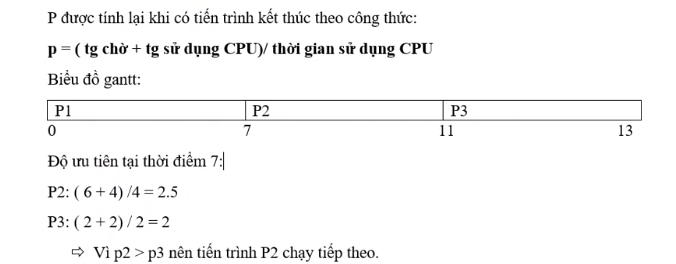 P được tính lại khi có tiến trình kết thúc theo công thức:
p = ( tg chờ + tg sử dụng CPU)/ thời gian sử dụng CPU
Biểu đồ gantt:
P1 P2 P3
0 7 11 13
Độ ưu tiên tại thời điểm 7:
P2: ( 6 + 4) /4 = 2.5
P3: ( 2 + 2) / 2 = 2
⇨ Vì p2 > p3 nên tiến trình P2 chạy tiếp theo.